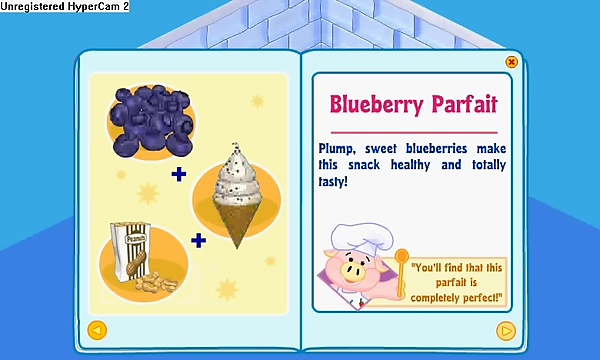 Unregistered HyperCam 2
Peanuts
+
+
Blueberry Parfait
Plump, sweet blueberries make
this snack healthy and totally
tasty!
"You'll find that this
parfait is
completely perfect!"